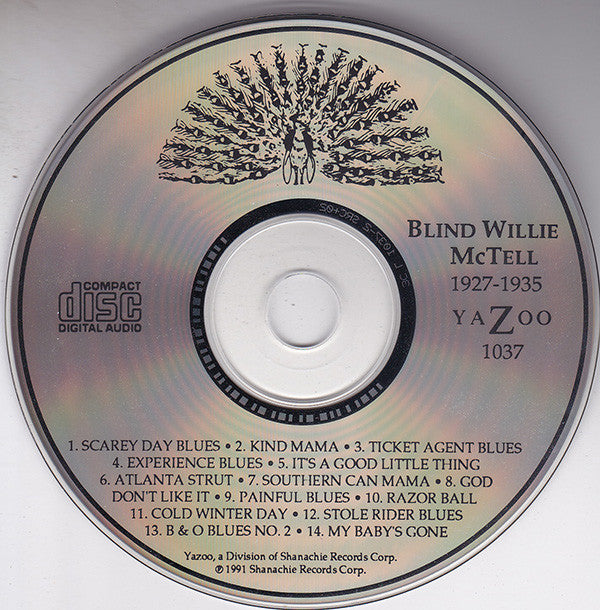 BLIND WILLIE
MCTELL
1927-1935
YAZOO
1037
COMPACT
disc
DIGITAL AUDIO
1. SCAREY DAY BLUES • 2. KIND MAMA • 3. TICKET AGENT BLUES
4. EXPERIENCE BLUES • 5. IT'S A GOOD LITTLE THING
6. ATLANTA STRUT • 7. SOUTHERN CAN MAMA • 8. GOD
DON'T LIKE IT • 9. PAINFUL BLUES • 10. RAZOR BALL
11. COLD WINTER DAY • 12. STOLE RIDER BLUES
13. B & O BLUES NO. 2 • 14. MY BABY'S GONE
Yazoo, a Division of Shanachie Records Corp.
℗ 1991 Shanachie Records Corp.